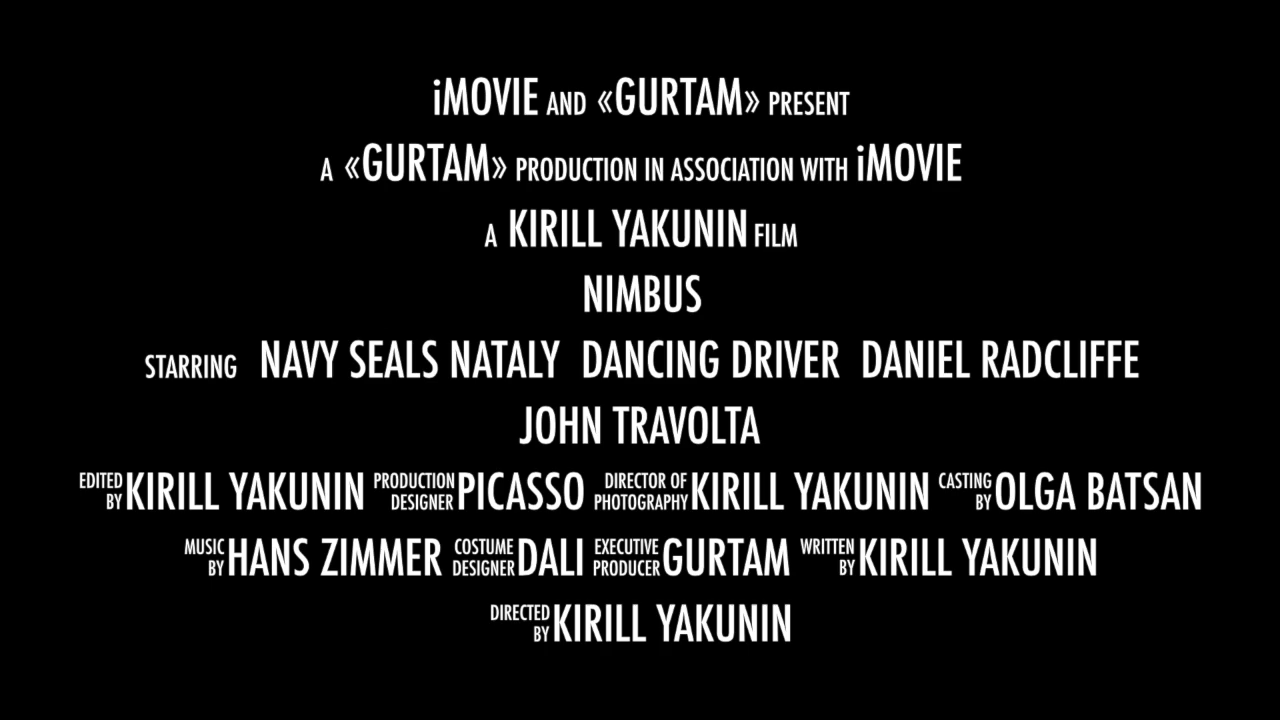 iMOVIE AND «GURTAM» PRESENT
A «GURTAM» PRODUCTION IN ASSOCIATION WITH iMOVIE
A KIRILL YAKUNIN FILM
NIMBUS
STARRING NAVY SEALS NATALY DANCING DRIVER DANIEL RADCLIFFE
JOHN TRAVOLTA
EDITED BY KIRILL YAKUNIN PRODUCTION DESIGNER PICASSO DIRECTOR OF PHOTOGRAPHY KIRILL YAKUNIN CASTING BY OLGA BATSAN
MUSIC BY HANS ZIMMER COSTUME DESIGNER DALI EXECUTIVE PRODUCER GURTAM WRITTEN BY KIRILL YAKUNIN
DIRECTED BY KIRILL YAKUNIN